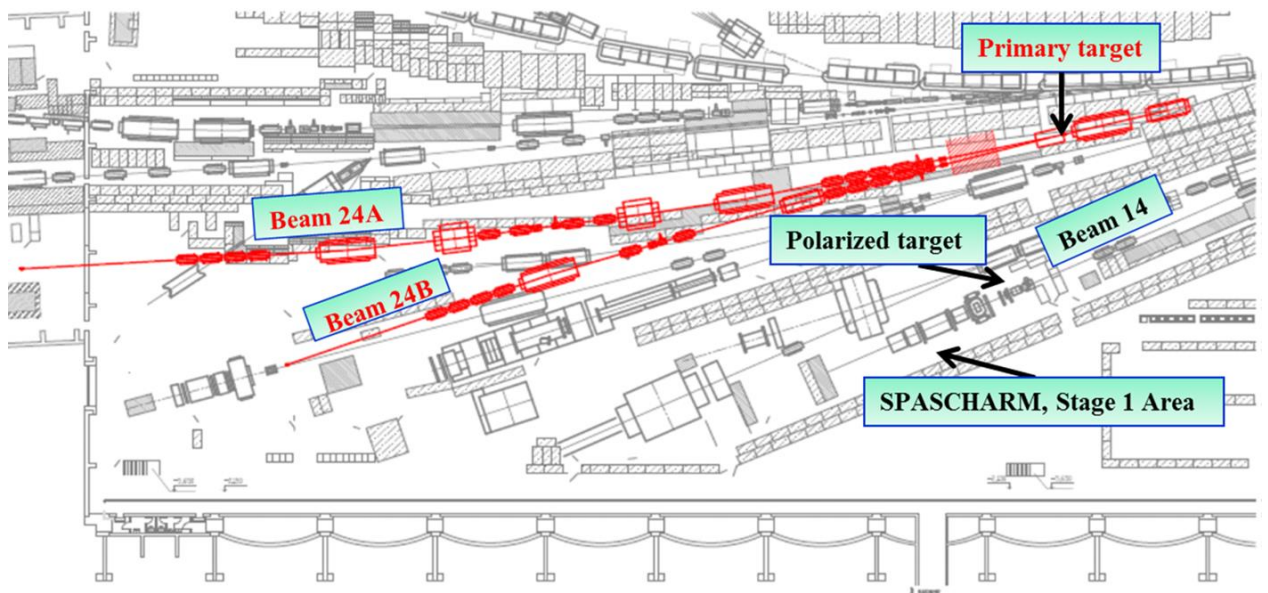 Primary target
Beam 24A
Beam 14
Polarized target
Beam 24B
SPASCHARM, Stage 1 Area